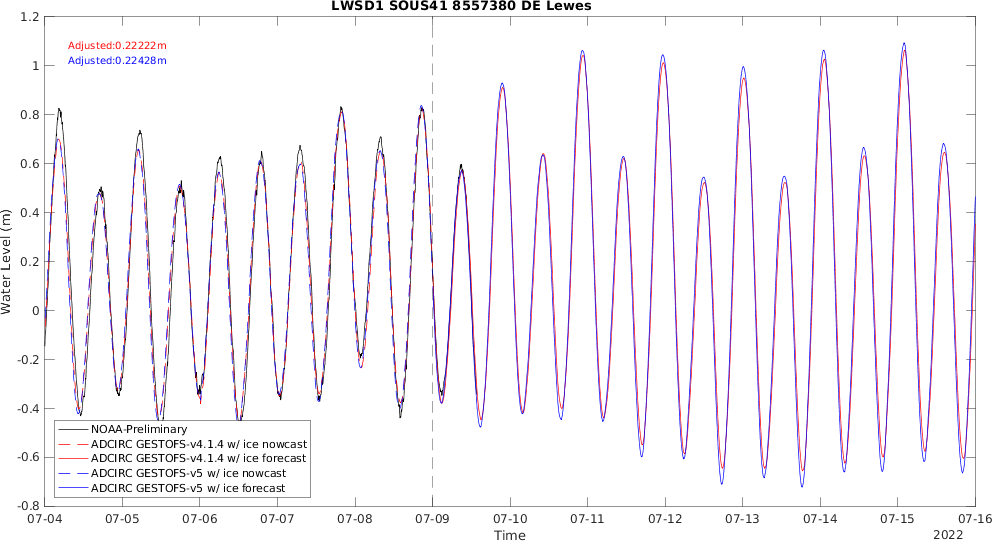 LWSD1 SOUS41 8557380 DE Lewes
Adjusted:0.22222m
Adjusted:0.22428m
1.2
1
0.8
0.6
0.4
0.2
0
-0.2
-0.4
-0.6
-0.8
Water Level (m)
NOAA-Preliminary
ADCIRC GESTOFS-v4.1.4 w/ ice nowcast
ADCIRC GESTOFS-v4.1.4 w/ ice forecast
ADCIRC GESTOFS-v5 w/ ice nowcast
ADCIRC GESTOFS-v5 w/ ice forecast
07-04 07-05 07-06 07-07 07-08 07-09 07-10 07-11 07-12 07-13 07-14 07-15 07-16
Time
2022